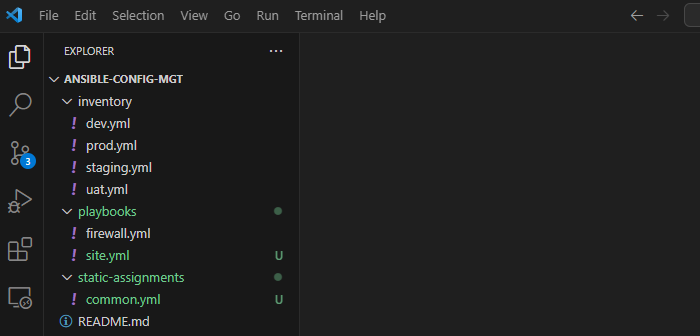 File Edit Selection View Go Run Terminal Help
EXPLORER
ANSIBLE-CONFIG-MGT
inventory
! dev.yml
! prod.yml
! staging.yml
! uat.yml
playbooks
! firewall.yml
! site.yml U
static-assignments
! common.yml U
README.md
3